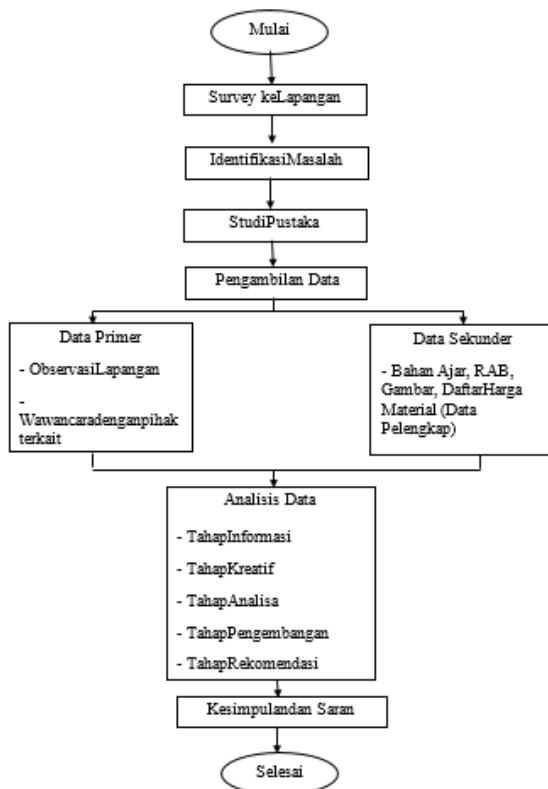 Mulai
Survey keLapangan
IdentifikasiMasalah
StudiPustaka
Pengambilan Data
Data Primer
- ObservasiLapangan
-
Wawancaradenganpihak
terkait
Data Sekunder
- Bahan Ajar, RAB,
Gambar, DaftarHarga
Material (Data
Pelengkap)
Analisis Data
- TahapInformasi
- TahapKreatif
- TahapAnalisa
- TahapPengembangan
- TahapRekomendasi
Kesimpulandan Saran
Selesai